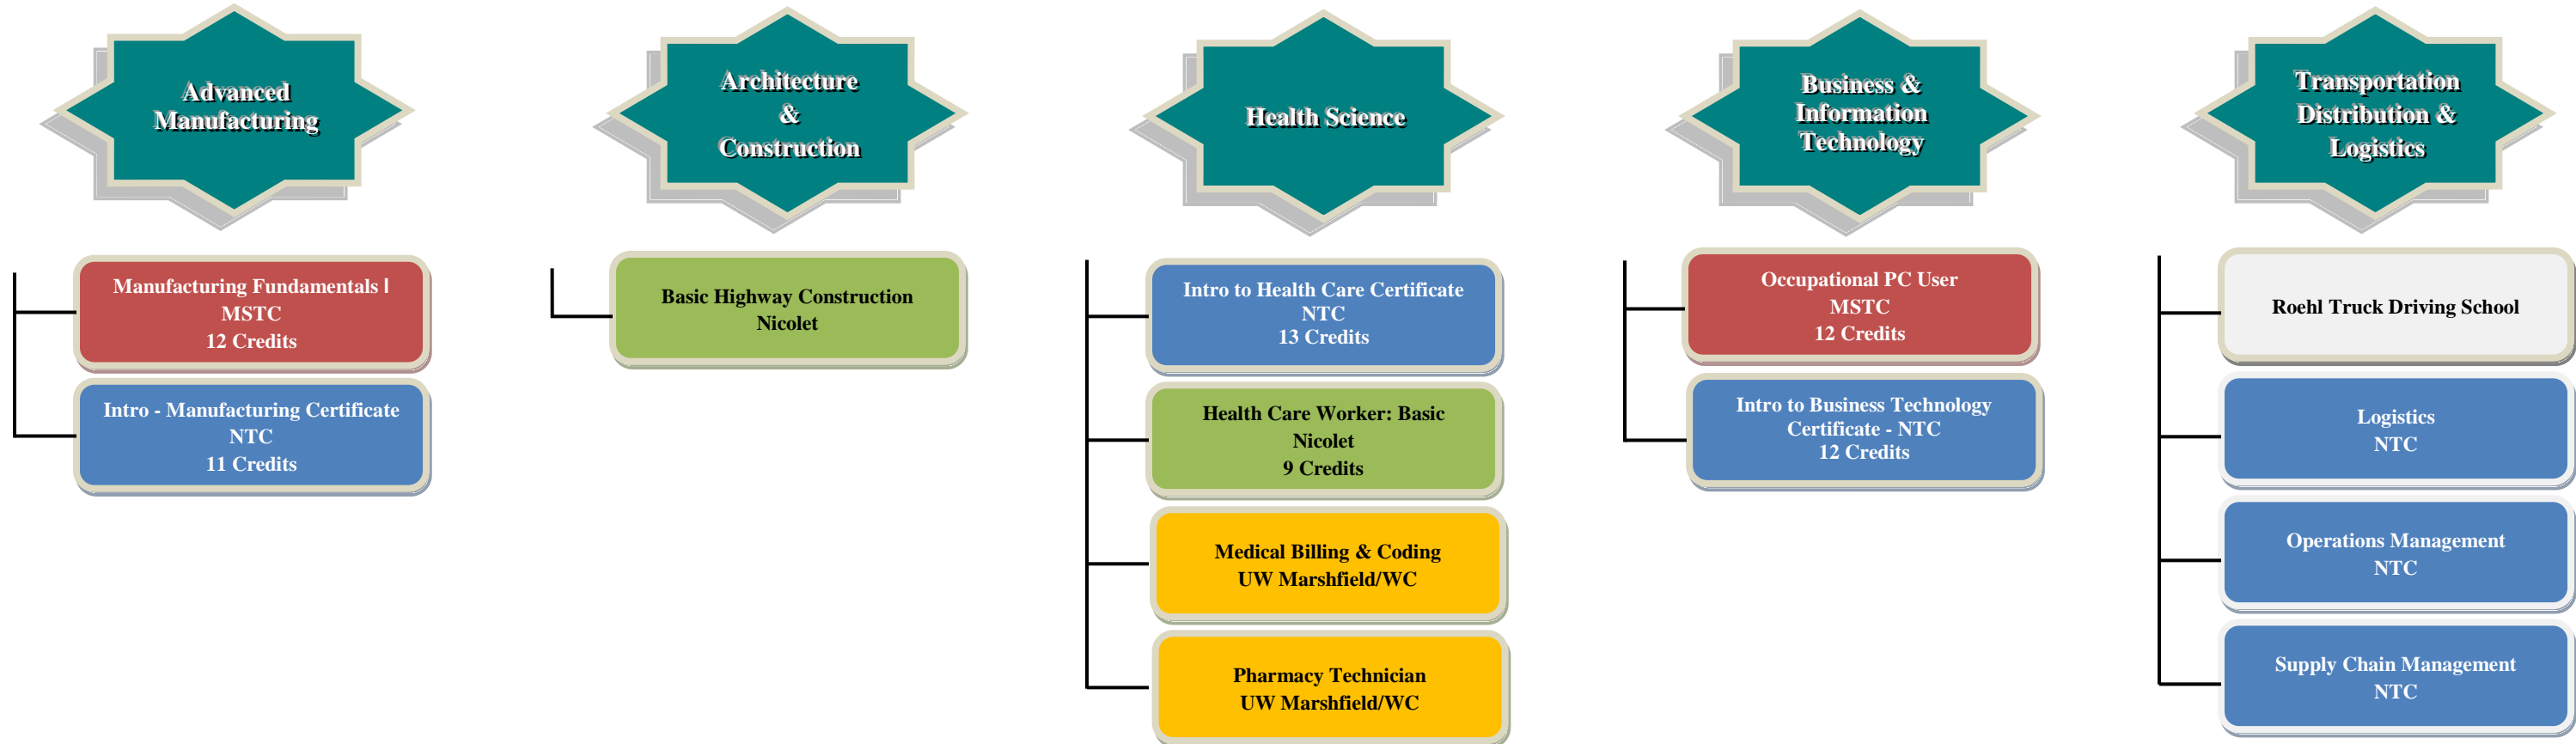 Advanced
Manufacturing
Manufacturing Fundamentals I
MSTC
12 Credits
Intro - Manufacturing Certificate
NTC
11 Credits
Architecture
&
Construction
Basic Highway Construction
Nicolet
Health Science
Intro to Health Care Certificate
NTC
13 Credits
Health Care Worker: Basic
Nicolet
9 Credits
Medical Billing & Coding
UW Marshfield/WC
Pharmacy Technician
UW Marshfield/WC
Business &
Information
Technology
Occupational PC User
MSTC
12 Credits
Intro to Business Technology
Certificate - NTC
12 Credits
Transportation
Distribution &
Logistics
Roehl Truck Driving School
Logistics
NTC
Operations Management
NTC
Supply Chain Management
NTC